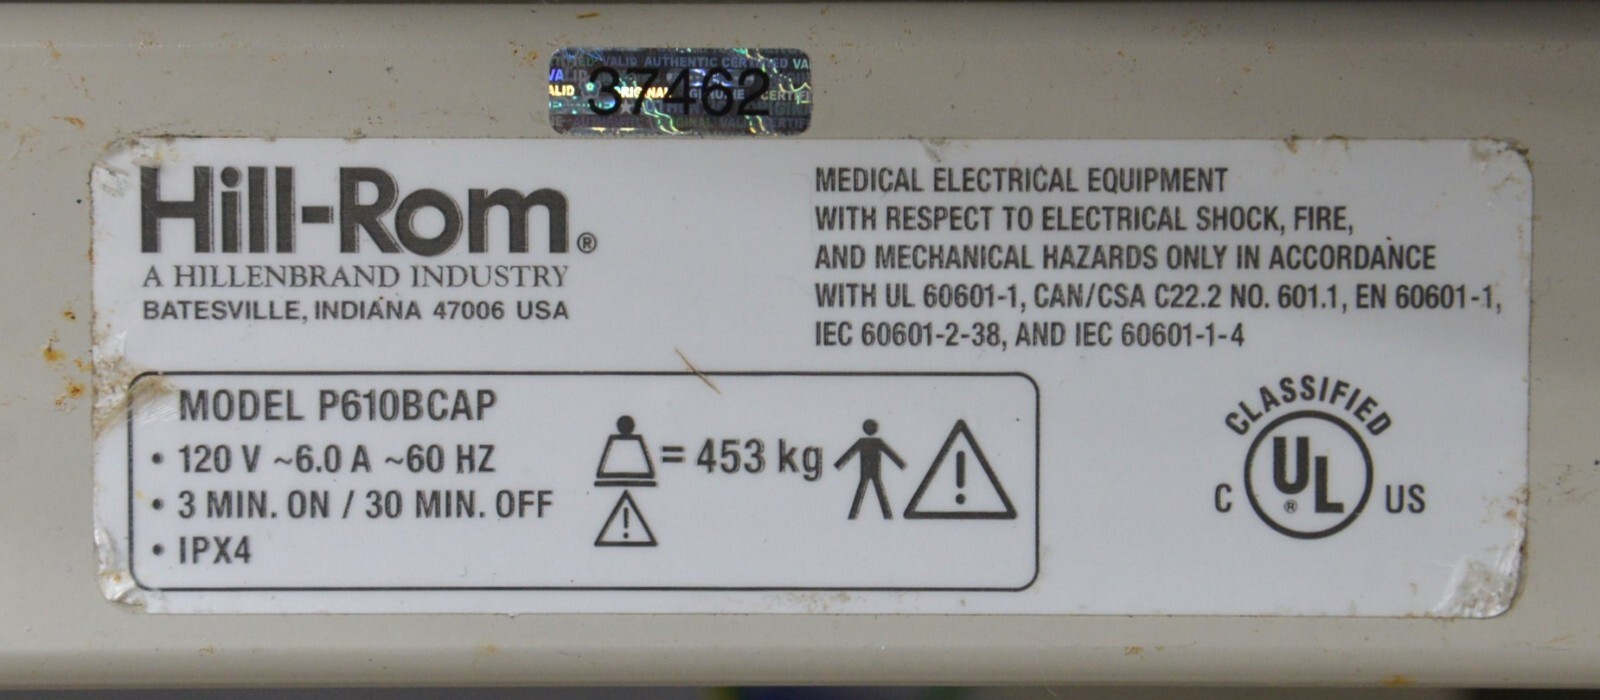 37462
Hill-Rom®
A HILLENBRAND INDUSTRY
BATESVILLE, INDIANA 47006 USA
MEDICAL ELECTRICAL EQUIPMENT
WITH RESPECT TO ELECTRICAL SHOCK, FIRE,
AND MECHANICAL HAZARDS ONLY IN ACCORDANCE
WITH UL 60601-1, CAN/CSA C22.2 NO. 601.1, EN 60601-1,
IEC 60601-2-38, AND IEC 60601-1-4
MODEL P610BCAP
• 120 V ~6.0 A ~60 HZ
• 3 MIN. ON / 30 MIN. OFF
• IPX4
= 453 kg
CLASSIFIED
C UL® US